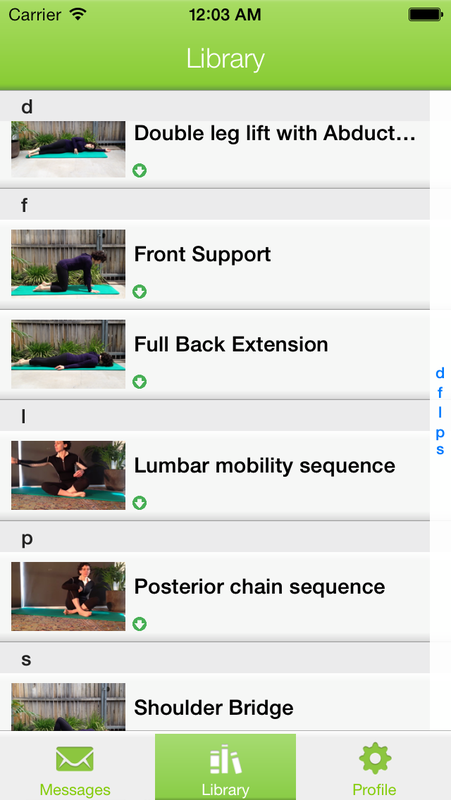 Carrier 12:03 AM
Library
d
Double leg lift with Abduct...
f
Front Support
Full Back Extension
l
Lumbar mobility sequence
p
Posterior chain sequence
s
Shoulder Bridge
d
f
l
p
s
Messages Library Profile